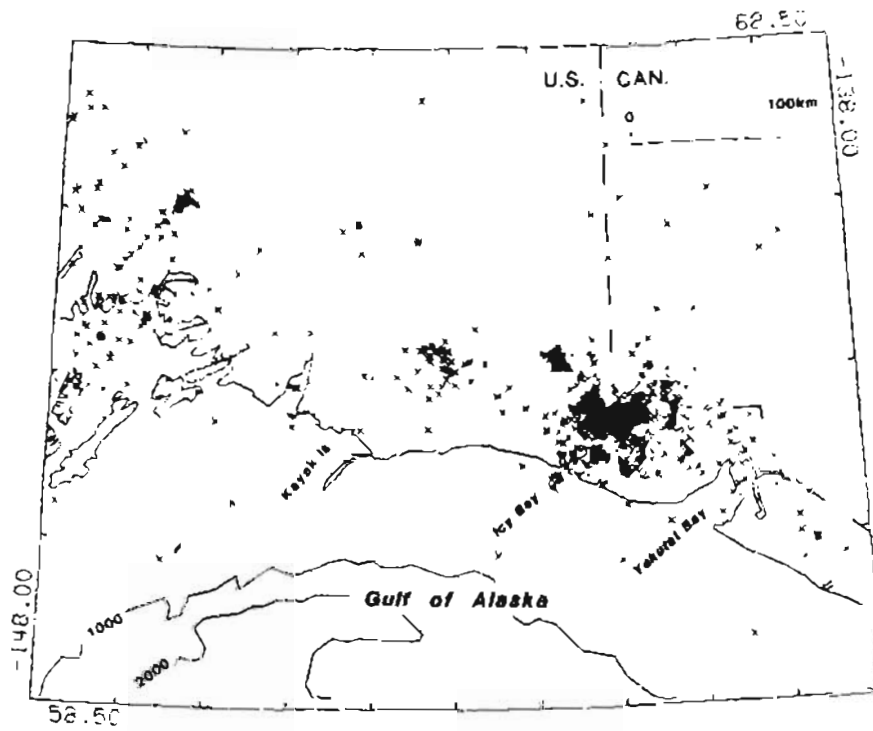 62.50
U.S. CAN.
0 100km
-138.00
Kayak Is
Icy Bay
Yakutat Bay
-148.00
Gulf of Alaska
1000
2000
58.50